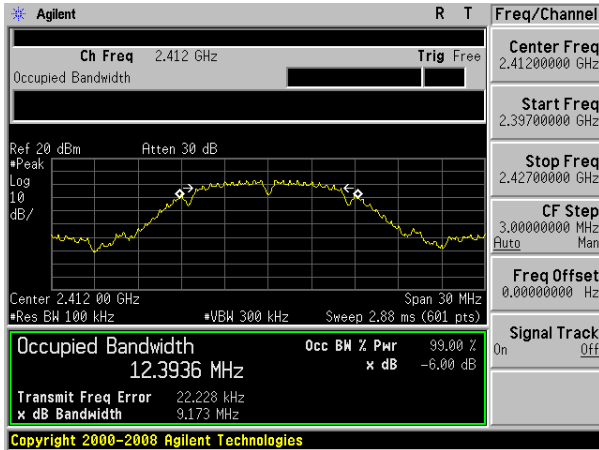 Agilent R T Freq/Channel
Ch Freq 2.412 GHz Trig Free
Occupied Bandwidth
Center Freq
2.41200000 GHz
Start Freq
2.39700000 GHz
Stop Freq
2.42700000 GHz
CF Step
3.00000000 MHz
Auto Man
Freq Offset
0.00000000 Hz
Signal Track
On Off
Ref 20 dBm Atten 30 dB
#Peak
Log
10
dB/
Center 2.412 00 GHz Span 30 MHz
#Res BW 100 kHz #VBW 300 kHz Sweep 2.88 ms (601 pts)
Occupied Bandwidth Occ BW % Pwr 99.00 %
12.3936 MHz x dB -6.00 dB
Transmit Freq Error 22.228 kHz
x dB Bandwidth 9.173 MHz
Copyright 2000-2008 Agilent Technologies